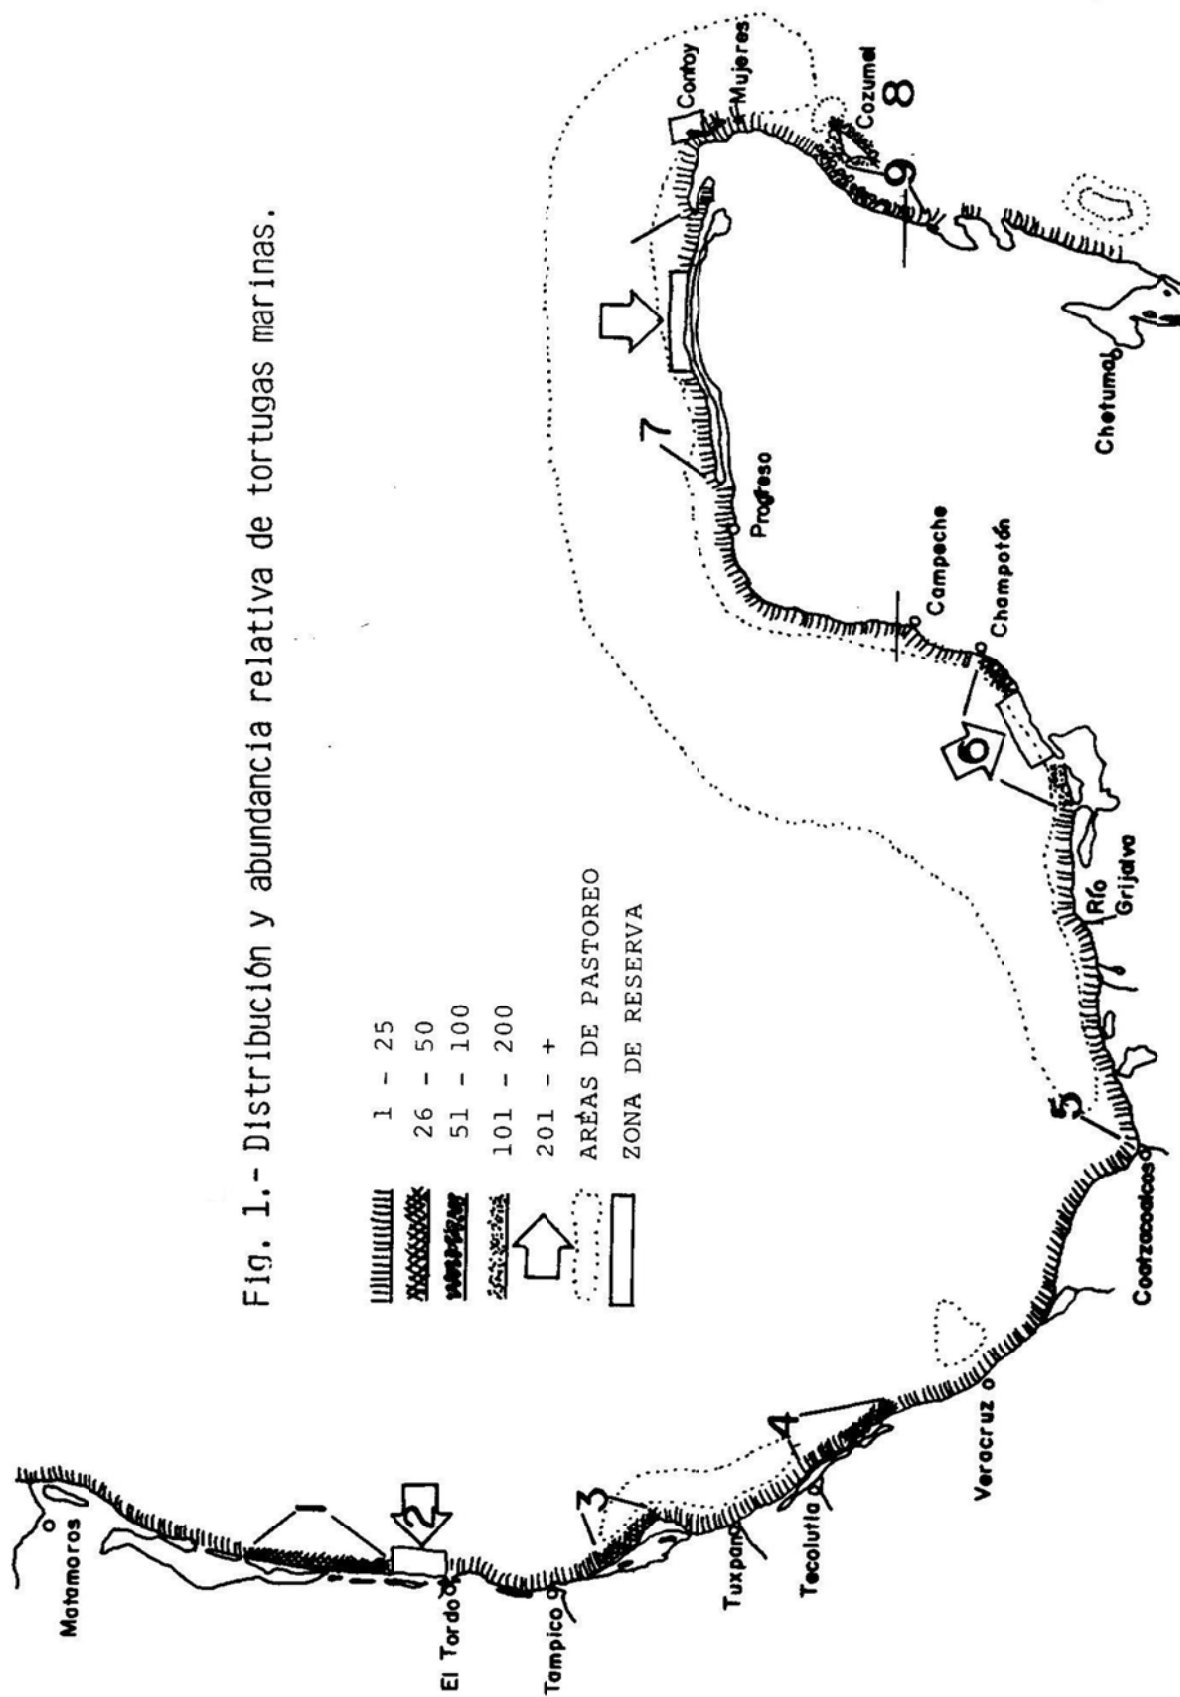 Fig. 1.- Distribución y abundancia relativa de tortugas marinas.
1 - 25
26 - 50
51 - 100
101 - 200
201 - +
ARÉAS DE PASTOREO
ZONA DE RESERVA
Matamoros
1
2
El Tordo
Tampico
3
Tuxpan
Tecolutla
4
Veracruz
Coatzacoalcos
5
Río
Grijalva
6
Champotón
Campeche
Progreso
7
Contoy
Mujeres
Cozumel
8
9
Chetumal